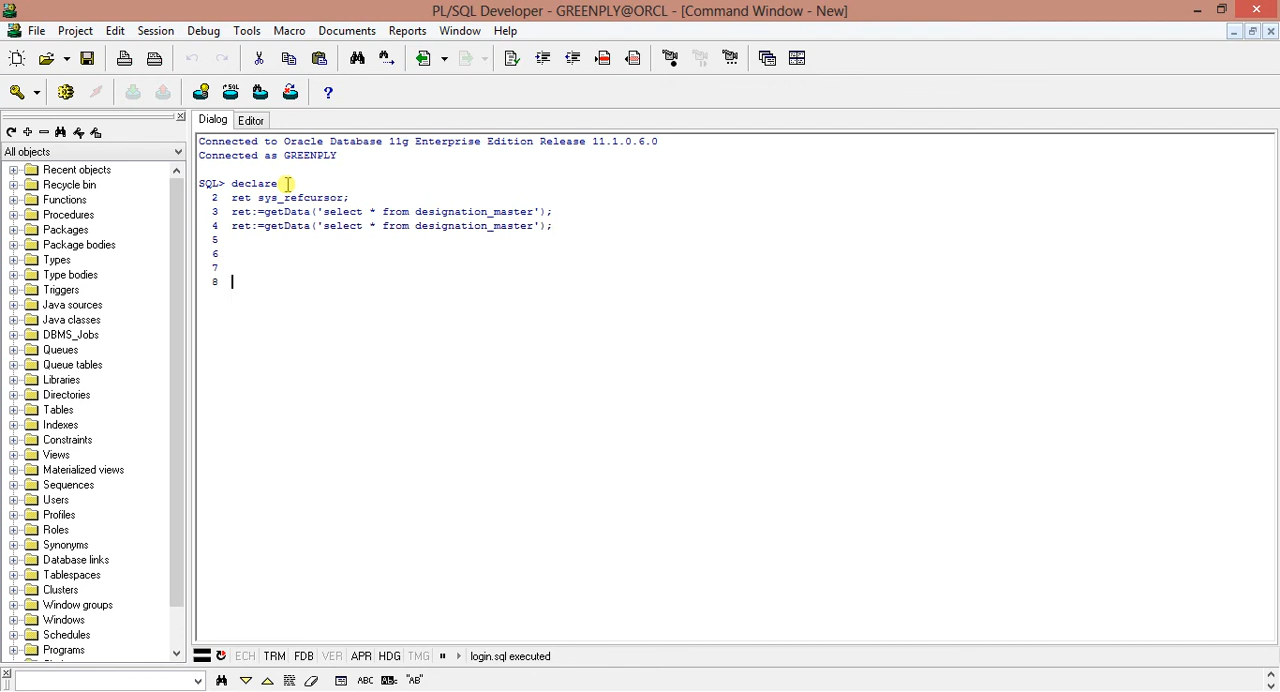 PL/SQL Developer - GREENPLY@ORCL - [Command Window - New]
File Project Edit Session Debug Tools Macro Documents Reports Window Help
Dialog Editor
All objects
Recent objects
Recycle bin
Functions
Procedures
Packages
Package bodies
Types
Type bodies
Triggers
Java sources
Java classes
DBMS_Jobs
Queues
Queue tables
Libraries
Directories
Tables
Indexes
Constraints
Views
Materialized views
Sequences
Users
Profiles
Roles
Synonyms
Database links
Tablespaces
Clusters
Window groups
Windows
Schedules
Programs
Connected to Oracle Database 11g Enterprise Edition Release 11.1.0.6.0
Connected as GREENPLY
SQL> declare
2 ret sys_refcursor;
3 ret:=getData('select * from designation_master');
4 ret:=getData('select * from designation_master');
5
6
7
8
ECH TRM FDB VER APR HDG TMG login.sql executed
ABC "AB"